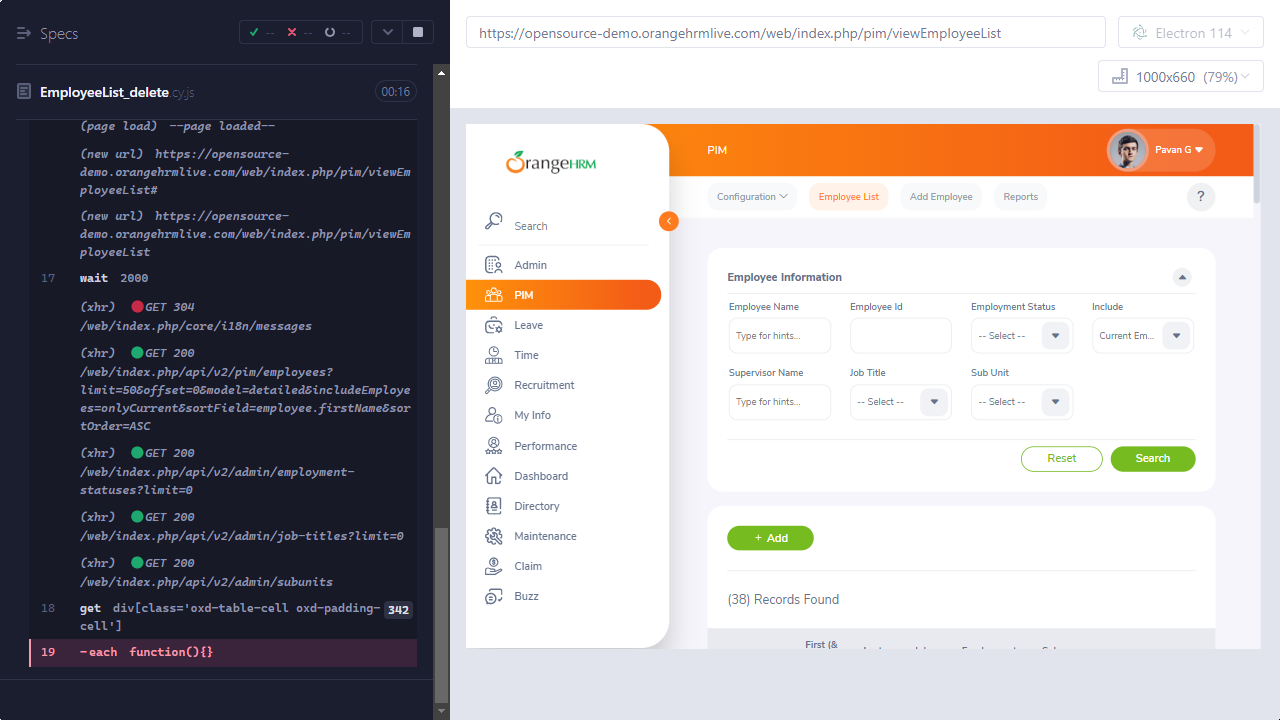 Specs
-- -- --
EmployeeList_delete.cy.js
00:16
(page load) --page loaded--
(new url) https://opensource-
demo.orangehrmlive.com/web/index.php/pim/viewEm
ployeeList#
(new url) https://opensource-
demo.orangehrmlive.com/web/index.php/pim/viewEm
ployeeList
17 wait 2000
(xhr) GET 304
/web/index.php/core/i18n/messages
(xhr) GET 200
/web/index.php/api/v2/pim/employees?
limit=50&offset=0&model=detailed&includeEmploye
es=onlyCurrent&sortField=employee.firstName&sor
tOrder=ASC
(xhr) GET 200
/web/index.php/api/v2/admin/employment-
statuses?limit=0
(xhr) GET 200
/web/index.php/api/v2/admin/job-titles?limit=0
(xhr) GET 200
/web/index.php/api/v2/admin/subunits
18 get div[class='oxd-table-cell oxd-padding-
cell'] 342
19 -each function(){}
https://opensource-demo.orangehrmlive.com/web/index.php/pim/viewEmployeeList
Electron 114
1000x660 (79%)
OrangeHRM
Search
Admin
PIM
Leave
Time
Recruitment
My Info
Performance
Dashboard
Directory
Maintenance
Claim
Buzz
PIM
Pavan G
Configuration Employee List Add Employee Reports ?
Employee Information
Employee Name Employee Id Employment Status Include
Type for hints... -- Select -- Current Em...
Supervisor Name Job Title Sub Unit
Type for hints... -- Select -- -- Select --
Reset Search
+ Add
(38) Records Found
First (&